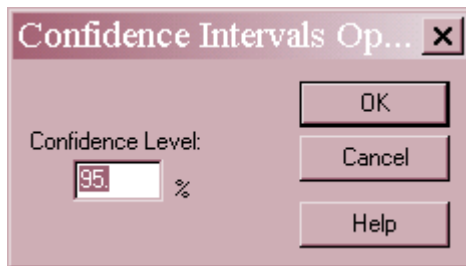 Confidence Intervals Op...
OK
Confidence Level:
Cancel
95. %
Help